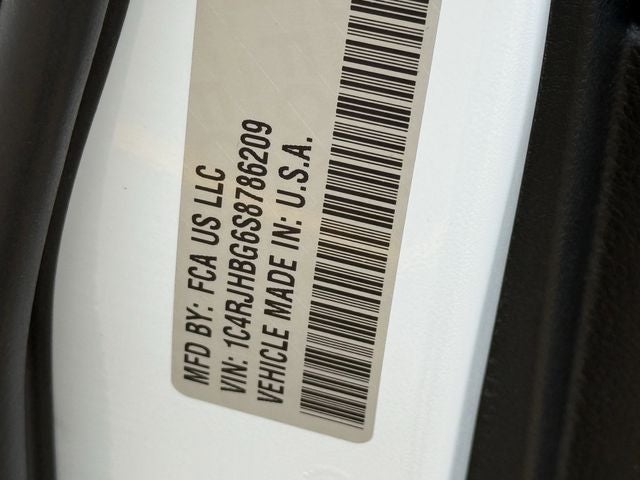 MFD BY: FCA US LLC
VIN: 1C4RJHBG6S8786209
VEHICLE MADE IN: U.S.A.